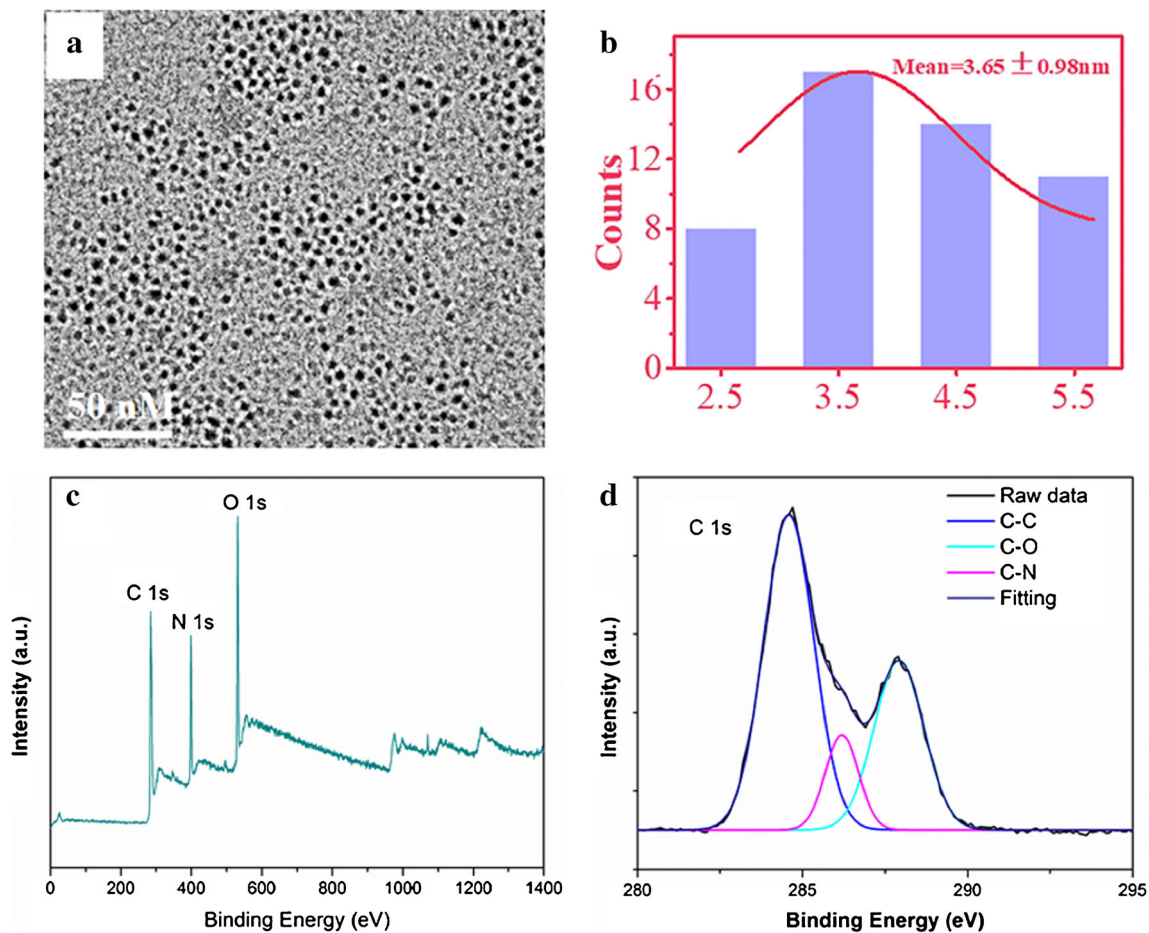 a
50 nM
b
Mean=3.65 ± 0.98nm
Counts
16
12
8
4
0
2.5 3.5 4.5 5.5
c
O 1s
C 1s
N 1s
Intensity (a.u.)
0 200 400 600 800 1000 1200 1400
Binding Energy (eV)
d
C 1s
Raw data
C-C
C-O
C-N
Fitting
Intensity (a.u.)
280 285 290 295
Binding Energy (eV)